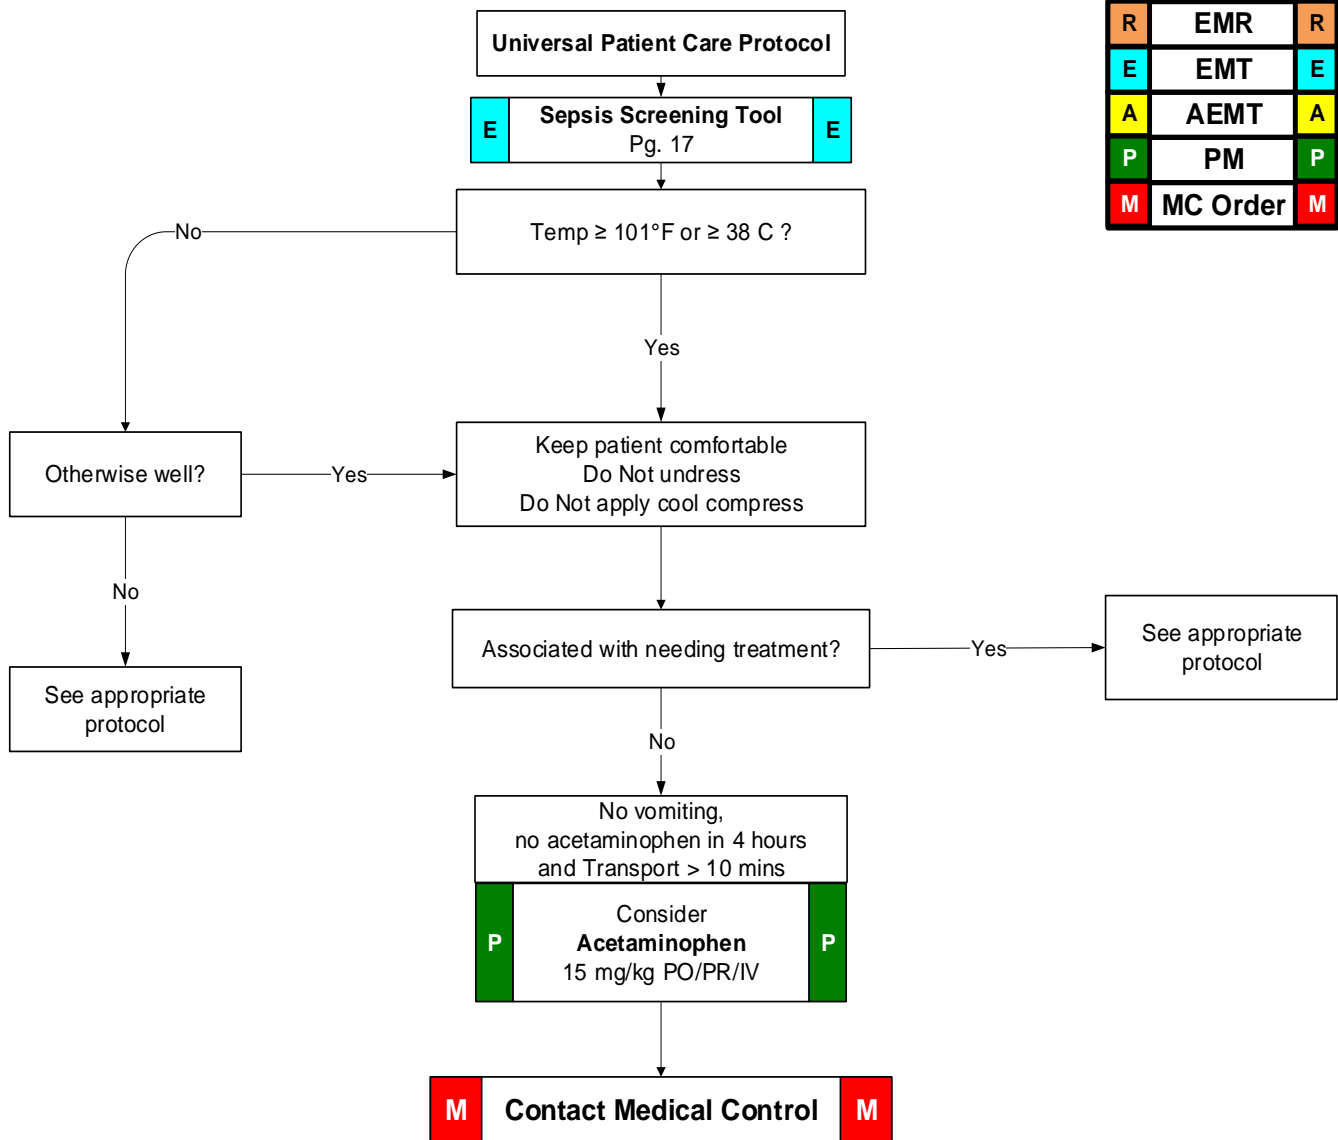 Universal Patient Care Protocol
R EMR R
E EMT E
A AEMT A
P PM P
M MC Order M
E Sepsis Screening Tool E
Pg. 17
Temp ≥ 101°F or ≥ 38 C ?
No
Yes
Otherwise well?
Yes
Keep patient comfortable
Do Not undress
Do Not apply cool compress
No
See appropriate
protocol
Associated with needing treatment?
Yes
See appropriate
protocol
No
No vomiting,
no acetaminophen in 4 hours
and Transport > 10 mins
Consider
P Acetaminophen P
15 mg/kg PO/PR/IV
M Contact Medical Control M